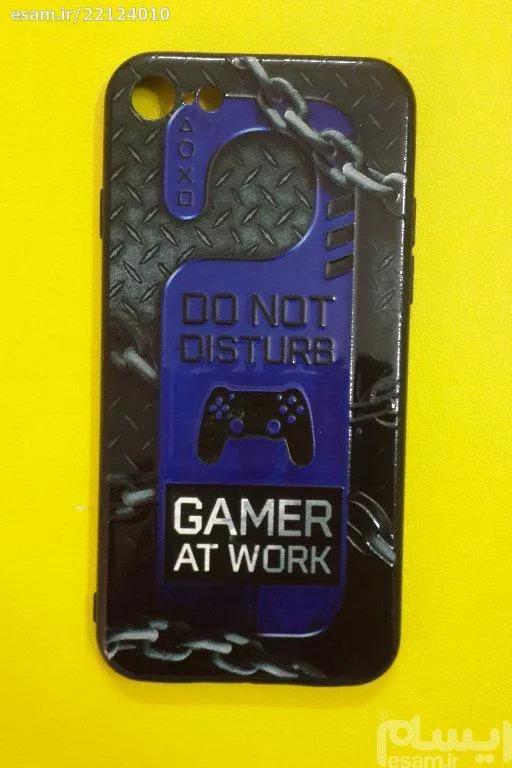 esam.ir/22124010
DO NOT
DISTURB
GAMER
AT WORK
ایسام®
esam.ir